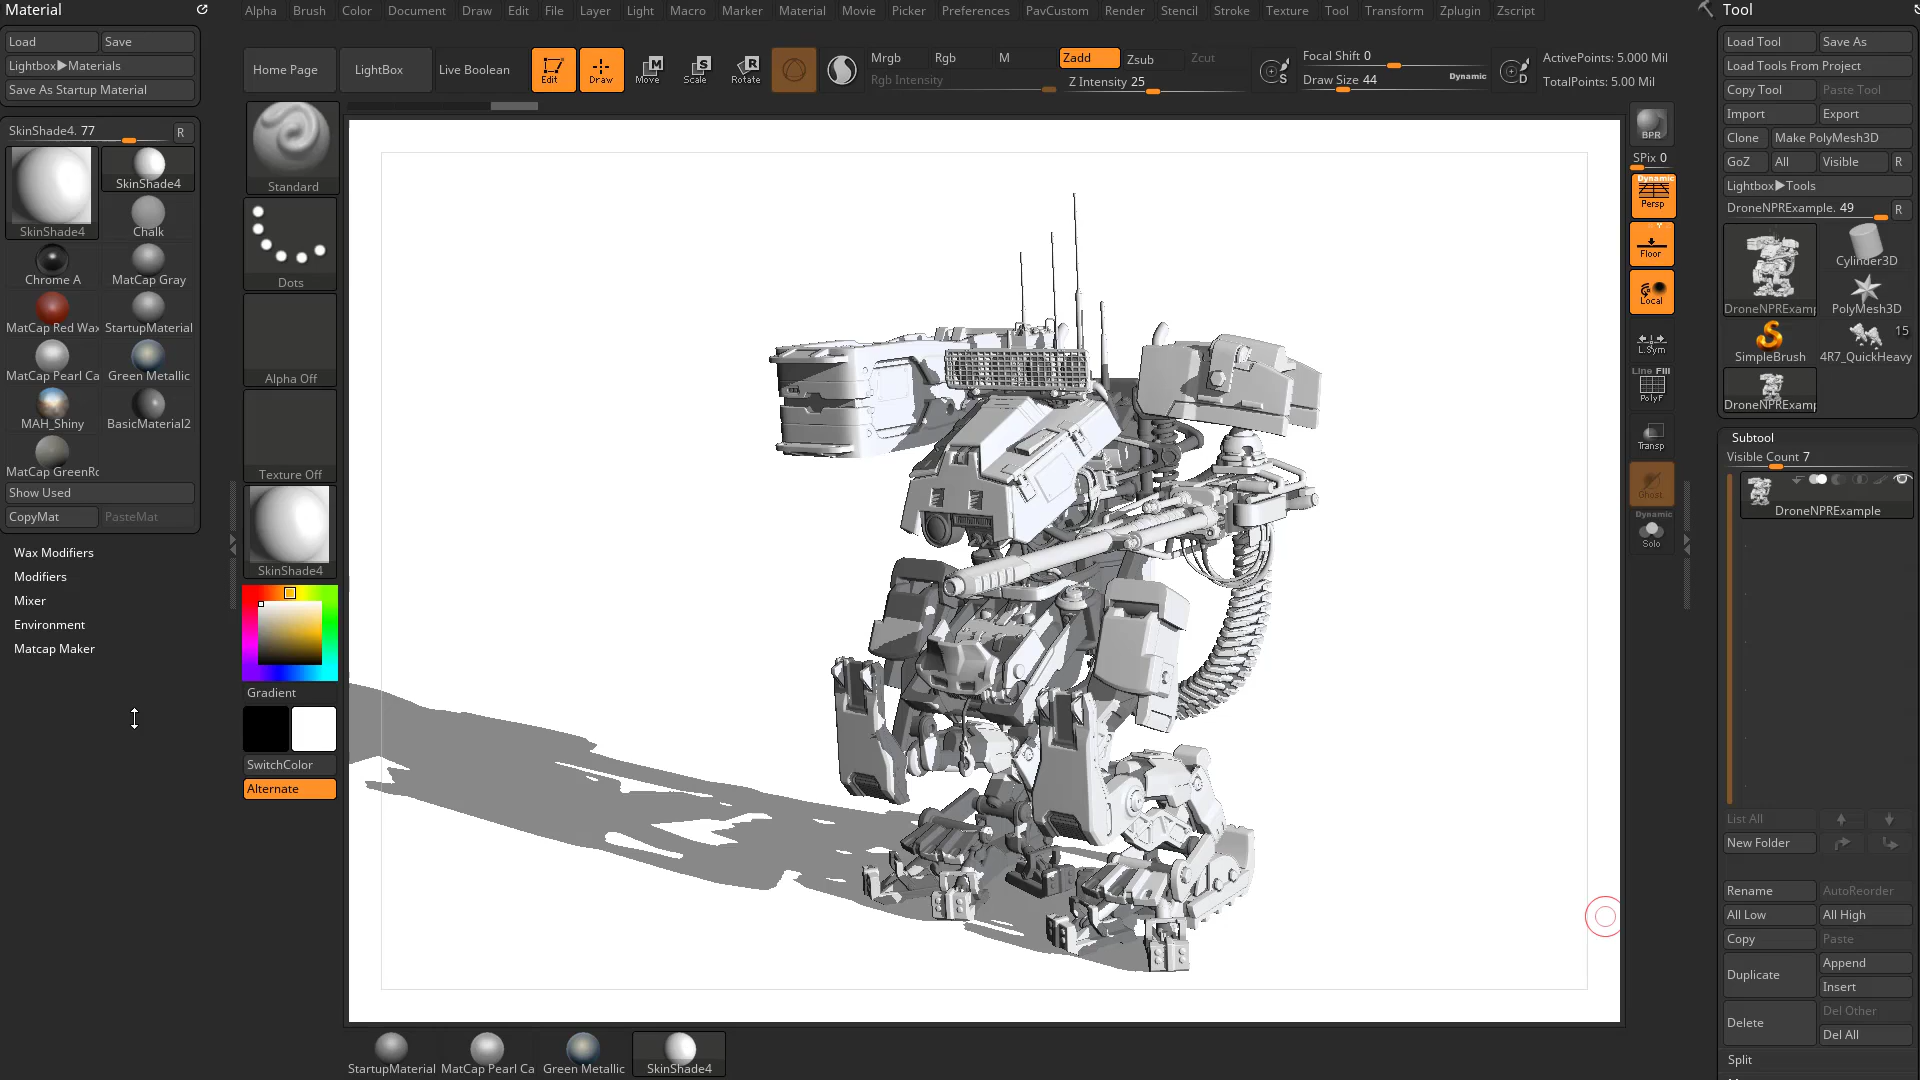 Material
Alpha Brush Color Document Draw Edit File Layer Light Macro Marker Material Movie Picker Preferences PavCustom Render Stencil Stroke Texture Tool Transform Zplugin Zscript
Tool
Load Save
Lightbox▶Materials
Save As Startup Material
Home Page LightBox Live Boolean Edit Draw Move Scale Rotate
M S R
Mrgb Rgb M
Rgb Intensity
Zadd Zsub Zcut
Z Intensity 25
S
Focal Shift 0
Draw Size 44 Dynamic
D
ActivePoints: 5.000 Mil
TotalPoints: 5.00 Mil
SkinShade4. 77 R
SkinShade4 SkinShade4
Chalk
Chrome A MatCap Gray
MatCap Red Wax StartupMaterial
MatCap Pearl Ca Green Metallic
MAH_Shiny BasicMaterial2
MatCap GreenRo
Show Used
CopyMat PasteMat
Wax Modifiers
Modifiers
Mixer
Environment
Matcap Maker
Standard
Dots
Alpha Off
Texture Off
SkinShade4
Gradient
SwitchColor
Alternate
BPR
SPix 0
Dynamic
Persp
Floor
Local
L.Sym
Line Fill
PolyF
Transp
Ghost
Dynamic
Solo
Load Tool Save As
Load Tools From Project
Copy Tool Paste Tool
Import Export
Clone Make PolyMesh3D
GoZ All Visible R
Lightbox▶Tools
DroneNPRExample. 49 R
DroneNPRExamp Cylinder3D
PolyMesh3D
SimpleBrush 15 4R7_QuickHeavy
DroneNPRExamp
Subtool
Visible Count 7
DroneNPRExample
List All
New Folder
Rename AutoReorder
All Low All High
Copy Paste
Duplicate Append
Insert
Delete Del Other
Del All
Split
StartupMaterial MatCap Pearl Ca Green Metallic SkinShade4